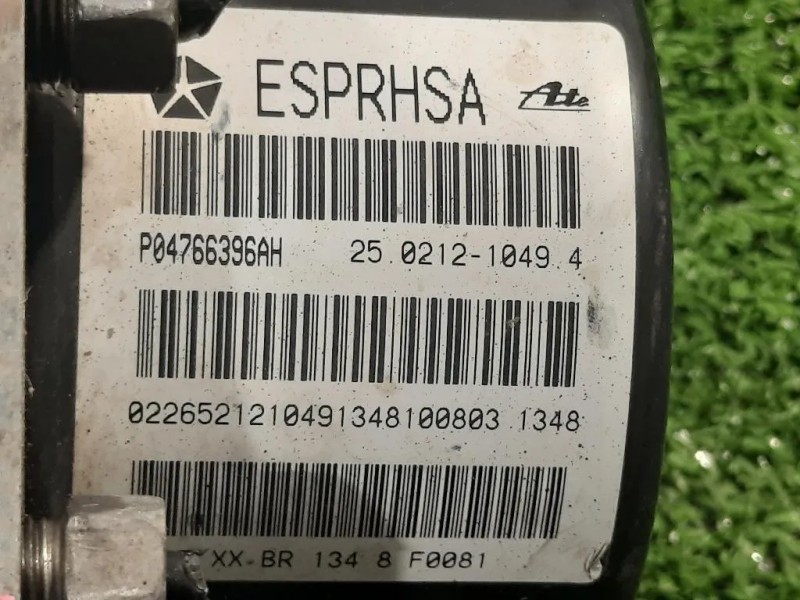 ESPRHSA Ate
P04766396AH 25.0212-1049.4
0226521210491348100803 1348
XX-BR 134 8 F0081